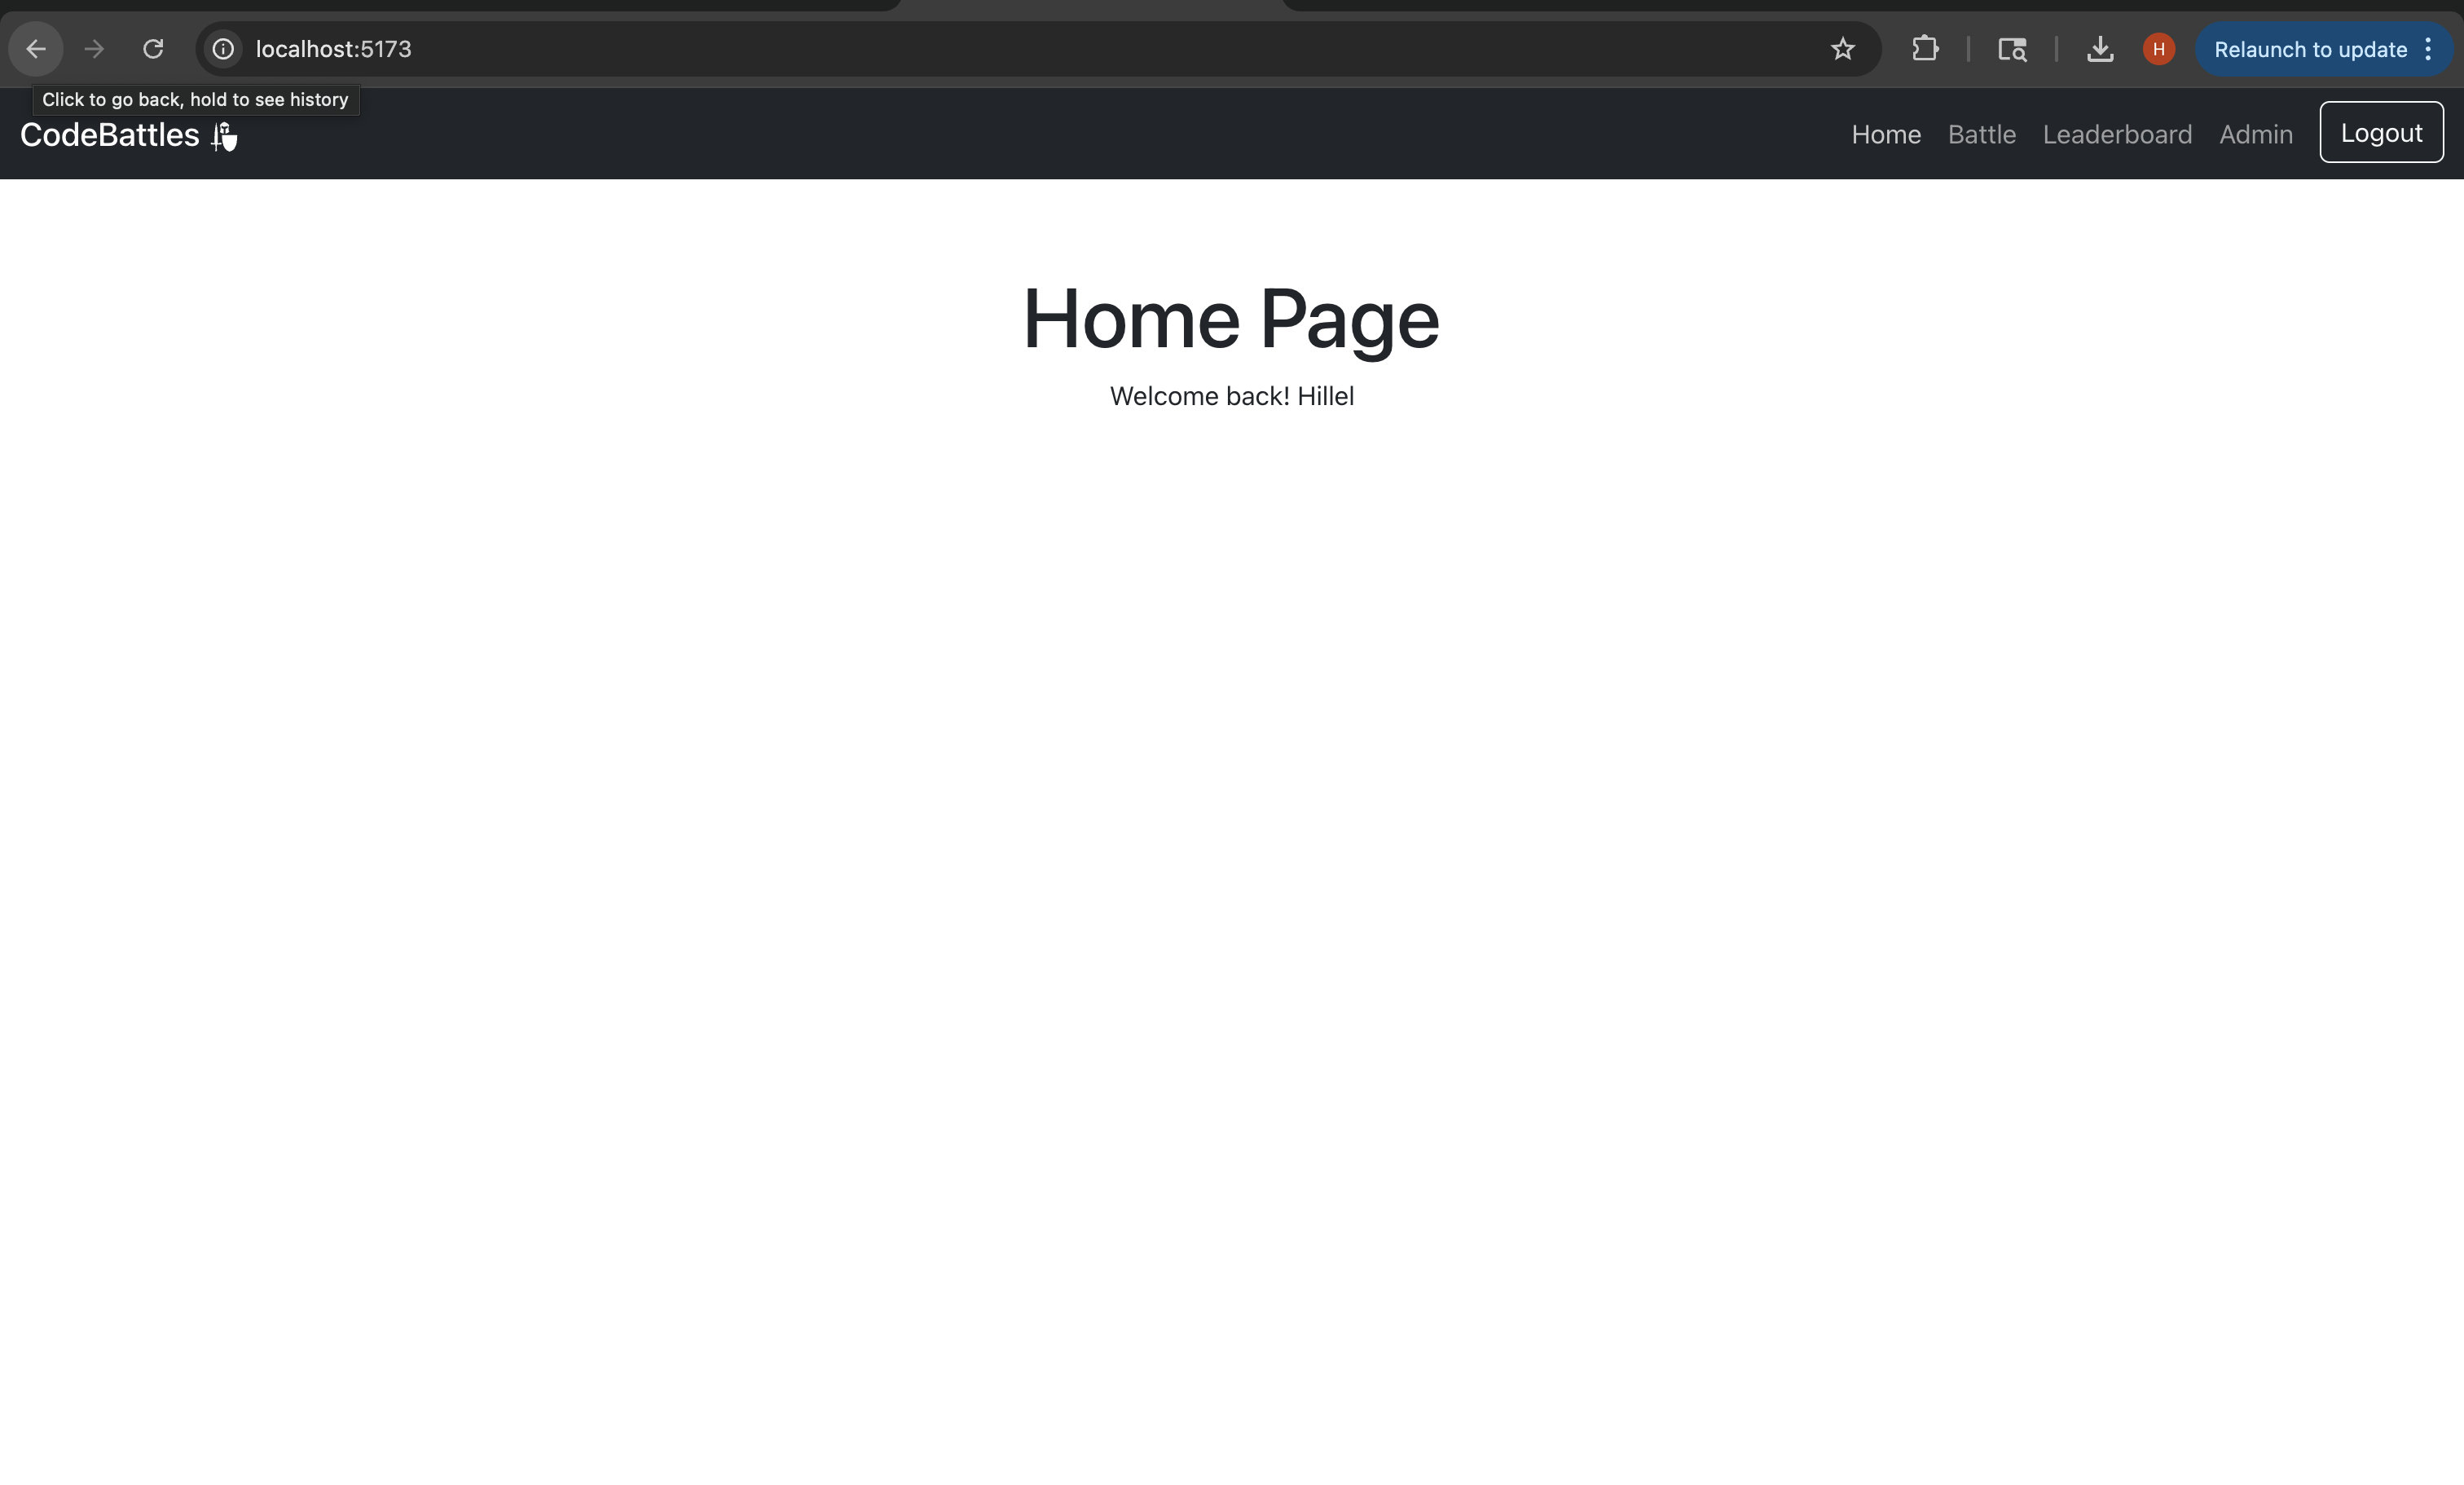 localhost:5173
H
Relaunch to update
Click to go back, hold to see history
CodeBattles
Home Battle Leaderboard Admin Logout
Home Page
Welcome back! Hillel